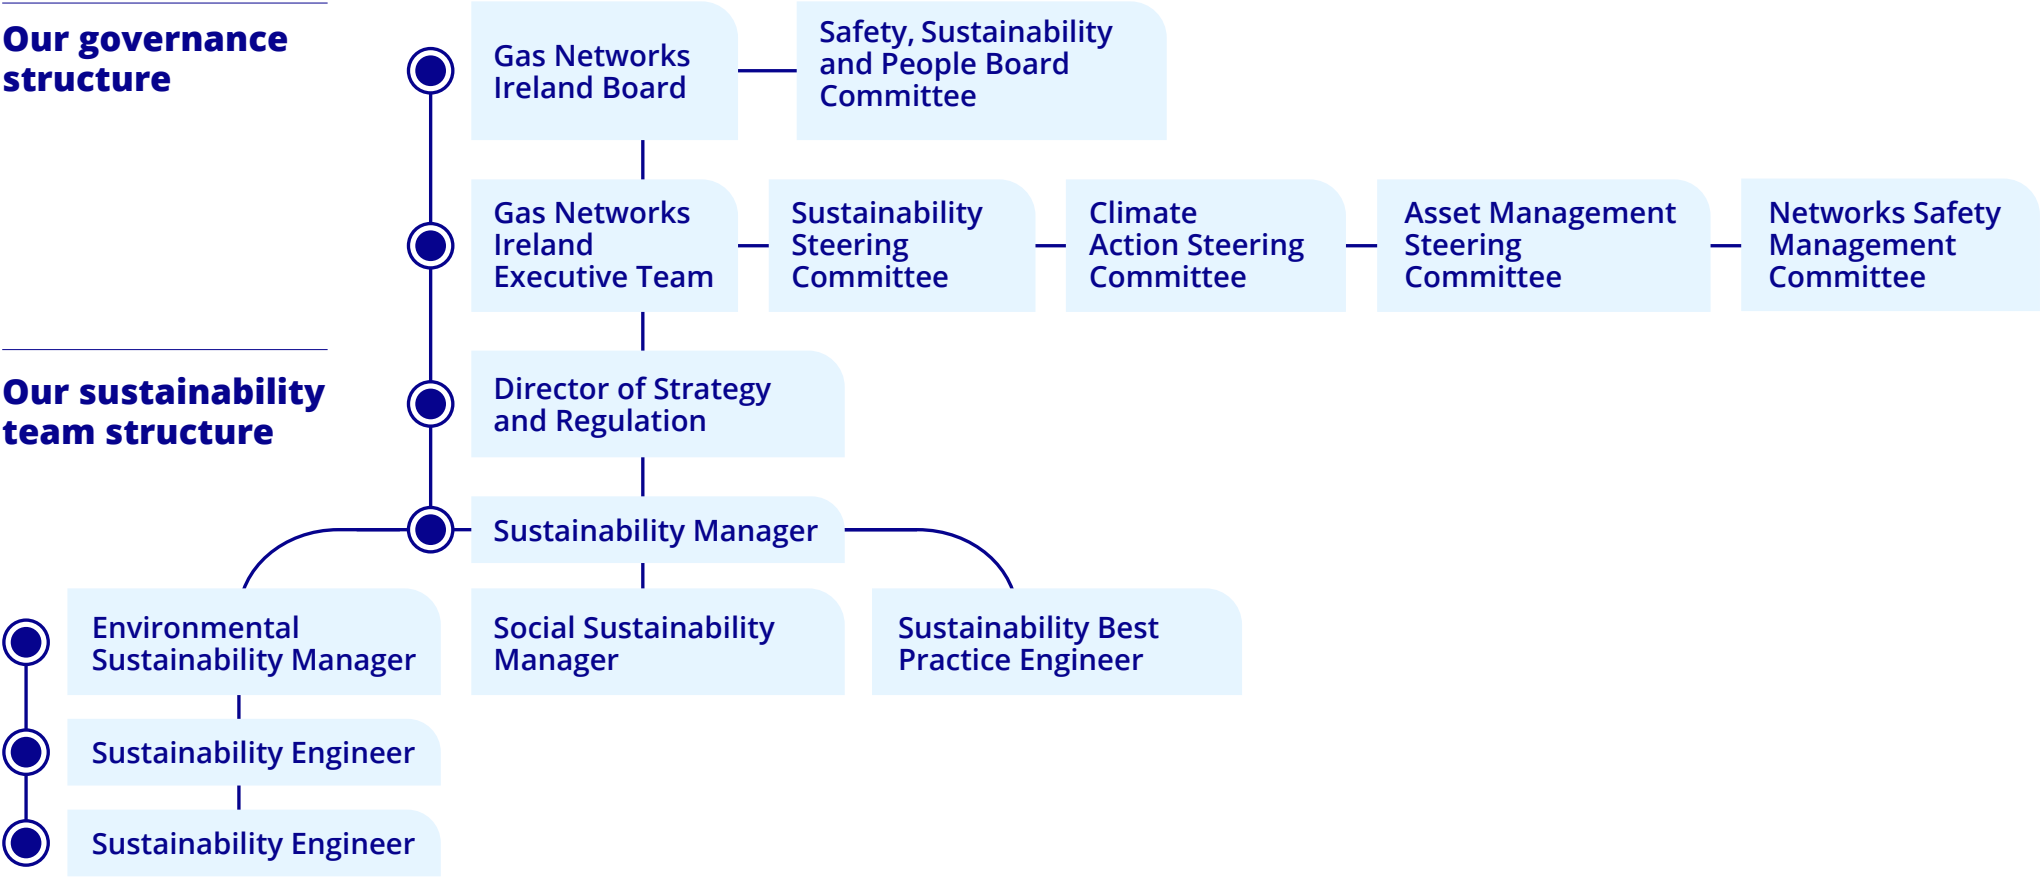 Our governance
structure
Gas Networks
Ireland Board
Safety, Sustainability
and People Board
Committee
Gas Networks
Ireland
Executive Team
Sustainability
Steering
Committee
Climate
Action Steering
Committee
Asset Management
Steering
Committee
Networks Safety
Management
Committee
Our sustainability
team structure
Director of Strategy
and Regulation
Sustainability Manager
Environmental
Sustainability Manager
Social Sustainability
Manager
Sustainability Best
Practice Engineer
Sustainability Engineer
Sustainability Engineer